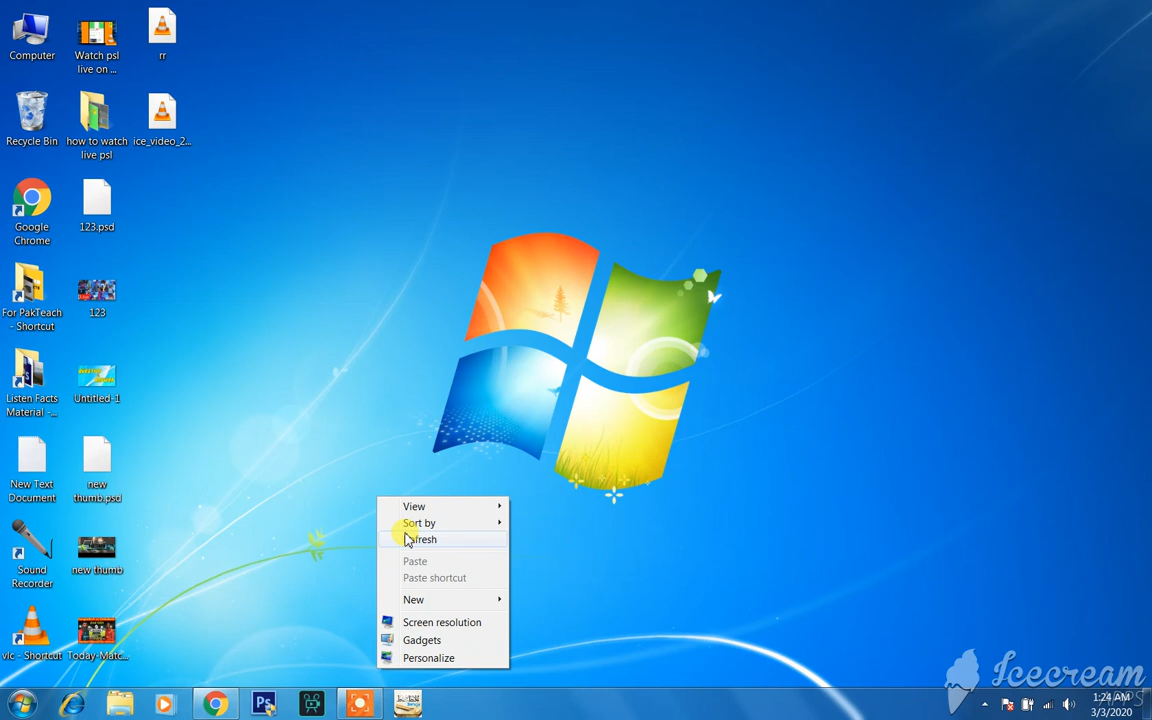 Computer
Watch psl
live on ...
rr
Recycle Bin
how to watch
live psl
ice_video_2...
Google
Chrome
123.psd
For PakTeach
- Shortcut
123
Listen Facts
Material -...
Untitled-1
New Text
Document
new
thumb.psd
Sound
Recorder
new thumb
vlc - Shortcut
Today-Matc...
View
Sort by
Refresh
Paste
Paste shortcut
New
Screen resolution
Gadgets
Personalize
Ps
Icecream
APPS
1:24 AM
3/3/2020